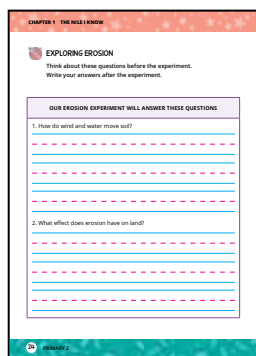 CHAPTER 1 THE NILE I KNOW
EXPLORING EROSION
Think about these questions before the experiment.
Write your answers after the experiment.
OUR EROSION EXPERIMENT WILL ANSWER THESE QUESTIONS
1. How do wind and water move soil?
2. What effect does erosion have on land?
24 PRIMARY 2